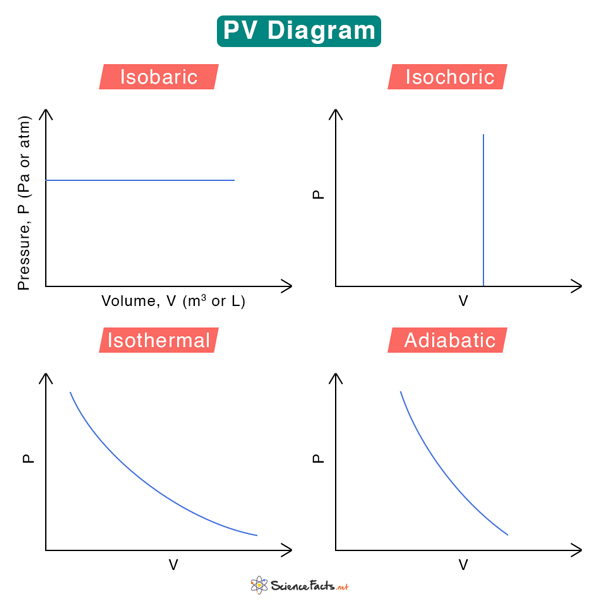 PV Diagram
Isobaric
Isochoric
Pressure, P (Pa or atm)
Volume, V (m³ or L)
P
V
Isothermal
Adiabatic
P
V
P
V
ScienceFacts.net